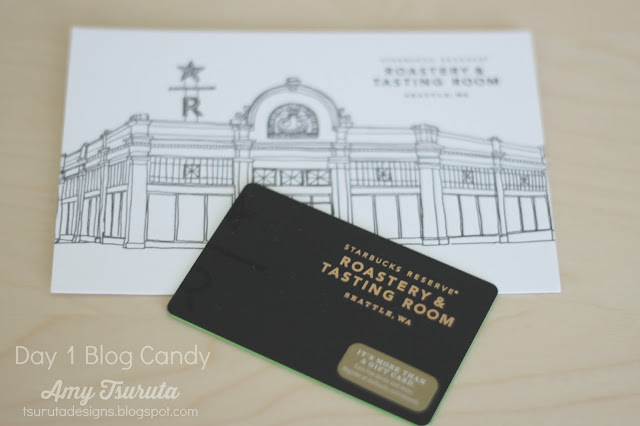 STARBUCKS RESERVE®
ROASTERY &
TASTING ROOM
SEATTLE, WA
R
STARBUCKS RESERVE®
ROASTERY &
TASTING ROOM
SEATTLE, WA
IT'S MORE THAN
A GIFT CARD
Day 1 Blog Candy
Amy Tsuruta
tsurutadesigns.blogspot.com